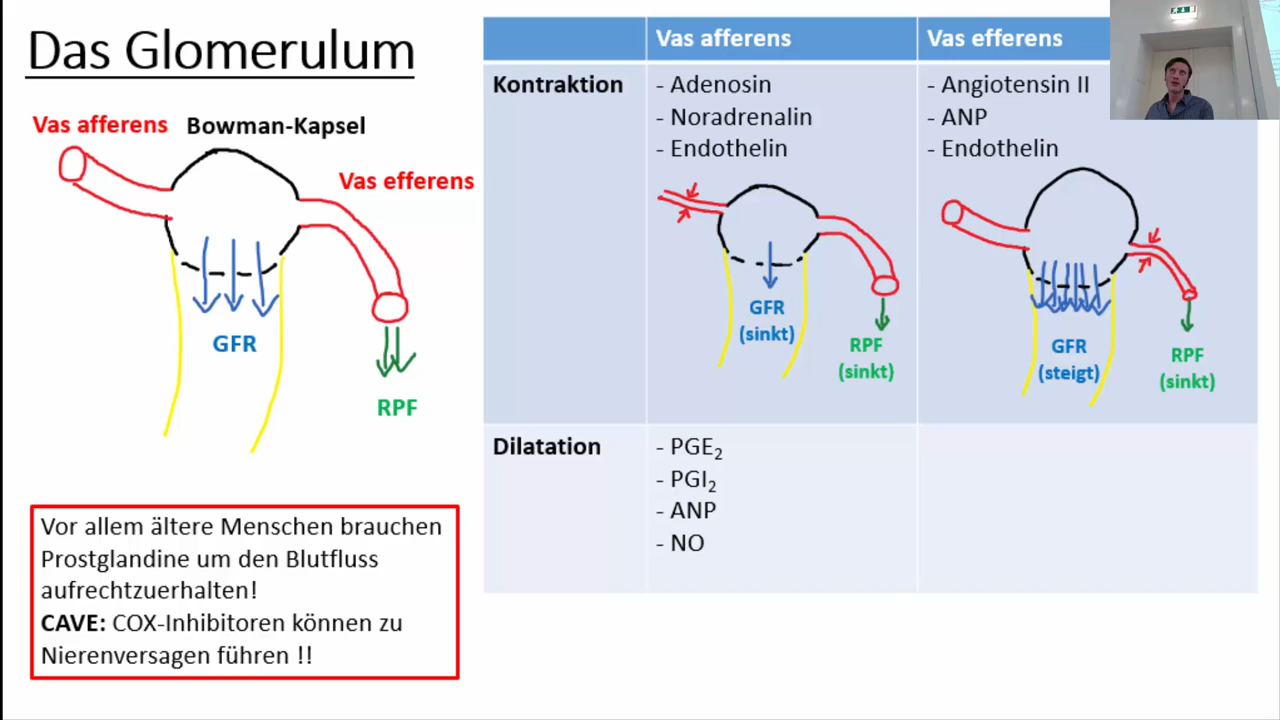 Das Glomerulum
Vas afferens
Bowman-Kapsel
Vas efferens
GFR
RPF
Vor allem ältere Menschen brauchen
Prostglandine um den Blutfluss
aufrechtzuerhalten!
CAVE: COX-Inhibitoren können zu
Nierenversagen führen !!
Vas afferens
Vas efferens
Kontraktion
- Adenosin
- Noradrenalin
- Endothelin
GFR
(sinkt)
RPF
(sinkt)
- Angiotensin II
- ANP
- Endothelin
GFR
(steigt)
RPF
(sinkt)
Dilatation
- PGE₂
- PGI₂
- ANP
- NO